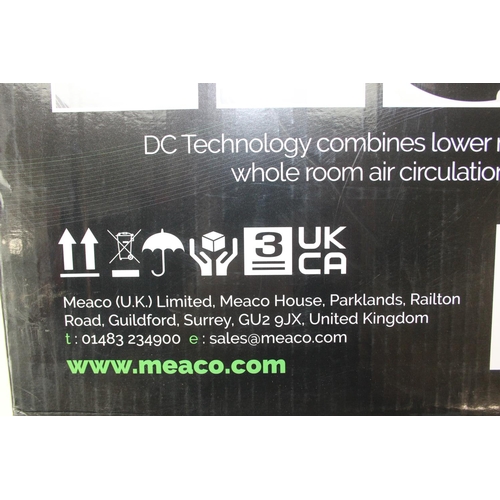 DC Technology combines lower
whole room air circulation
3 UK
CA
Meaco (U.K.) Limited, Meaco House, Parklands, Railton
Road, Guildford, Surrey, GU2 9JX, United Kingdom
t : 01483 234900 e : sales@meaco.com
www.meaco.com